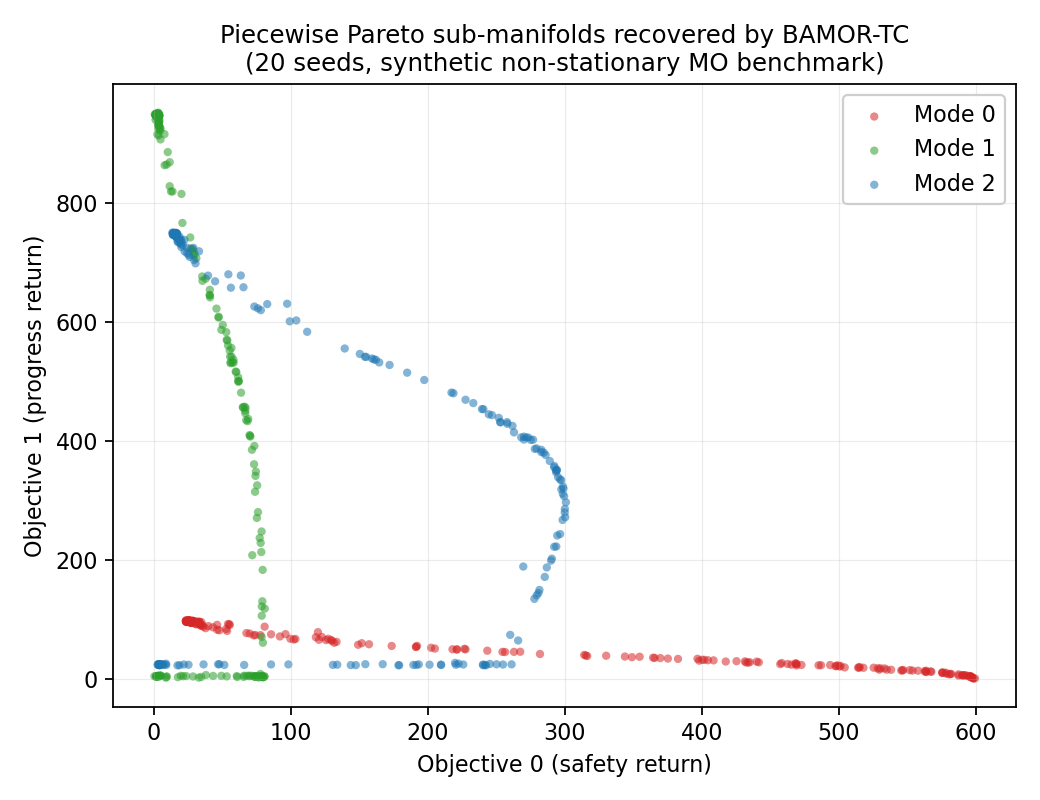 Piecewise Pareto sub-manifolds recovered by BAMOR-TC
(20 seeds, synthetic non-stationary MO benchmark)
Mode 0
Mode 1
Mode 2
800
600
400
200
0
Objective 1 (progress return)
0 100 200 300 400 500 600
Objective 0 (safety return)